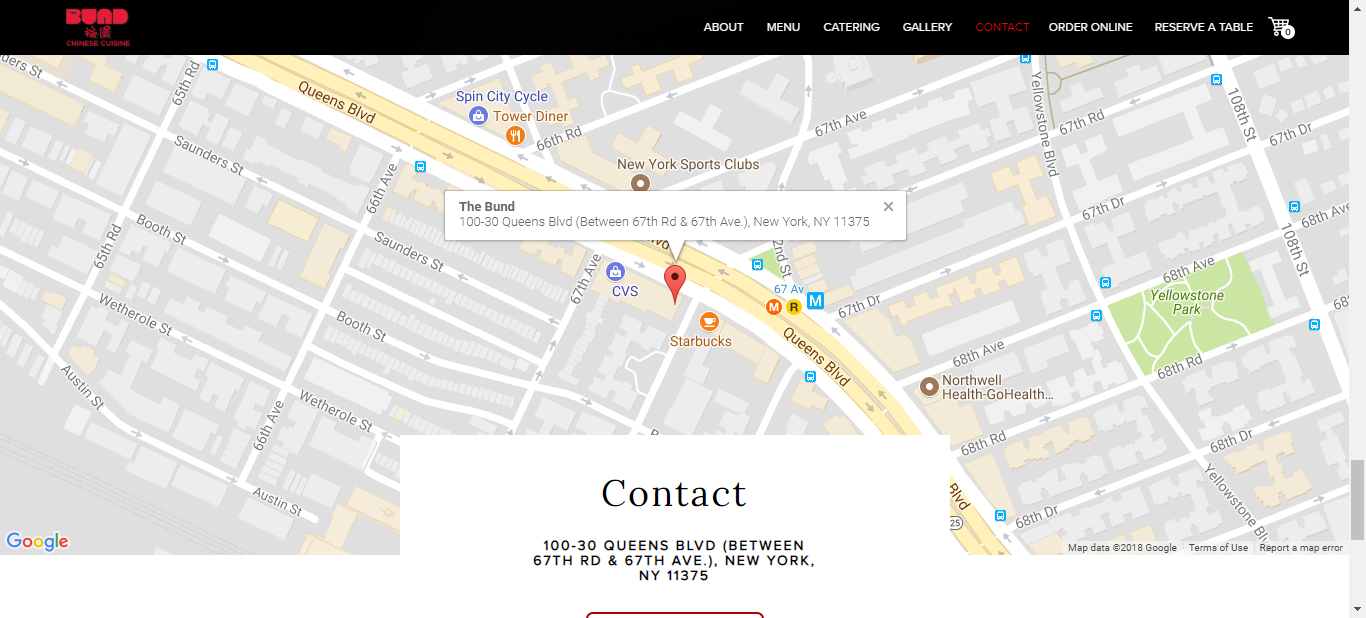 THE
BUND
CHINESE CUISINE
ABOUT
MENU
CATERING
GALLERY
CONTACT
ORDER ONLINE
RESERVE A TABLE
0
65th Rd
Queens Blvd
Spin City Cycle
Tower Diner
66th Rd
67th Ave
Yellowstone Blvd
67th Rd
108th St
67th Dr
Saunders St
66th Ave
New York Sports Clubs
The Bund
100-30 Queens Blvd (Between 67th Rd & 67th Ave.), New York, NY 11375
67th Dr
68th Ave
Booth St
65th Rd
Saunders St
67th Ave
CVS
67 Av
M
M
R
67th Dr
108th St
68th Ave
Yellowstone
Park
Wetherole St
Booth St
Starbucks
Queens Blvd
68th Ave
68th Rd
Austin St
Wetherole St
66th Ave
Northwell
Health-GoHealth...
68th Rd
68th Dr
Yellowstone Bl
Austin St
Blvd
25
68th Dr
Google
Map data ©2018 Google
Terms of Use
Report a map error
Contact
100-30 QUEENS BLVD (BETWEEN
67TH RD & 67TH AVE.), NEW YORK,
NY 11375